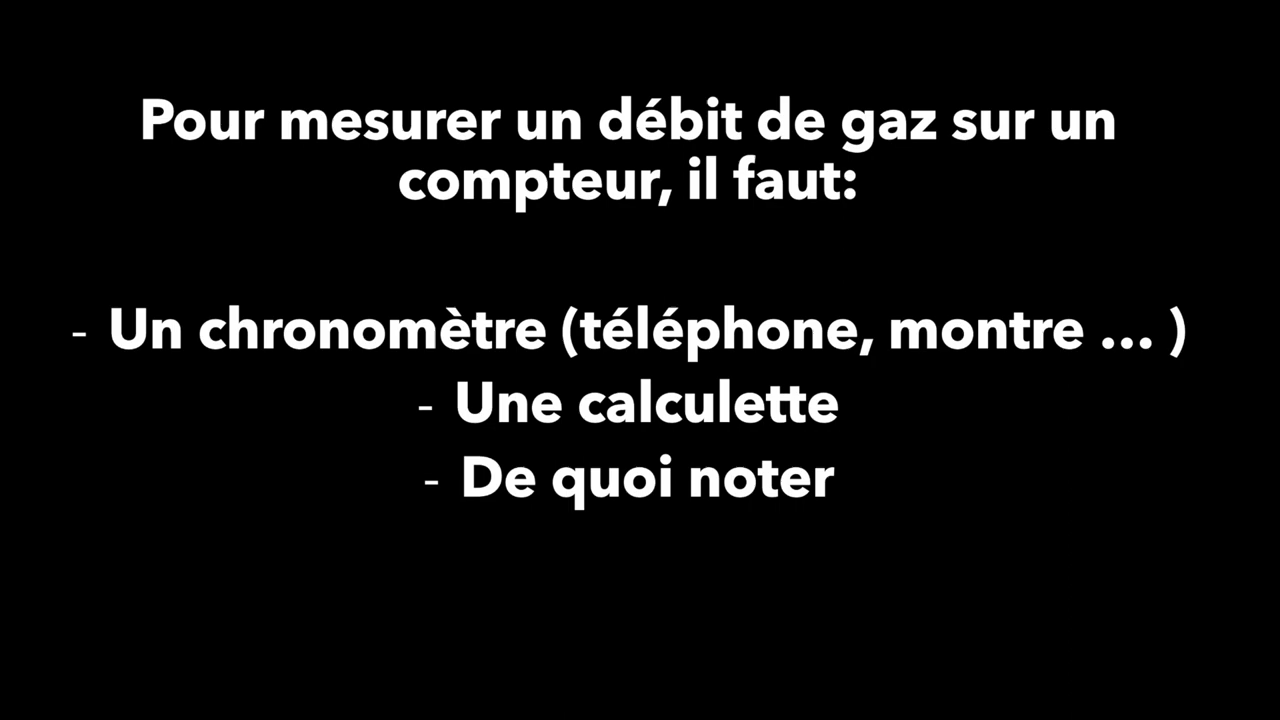 Pour mesurer un débit de gaz sur un
compteur, il faut:
- Un chronomètre (téléphone, montre ... )
- Une calculette
- De quoi noter